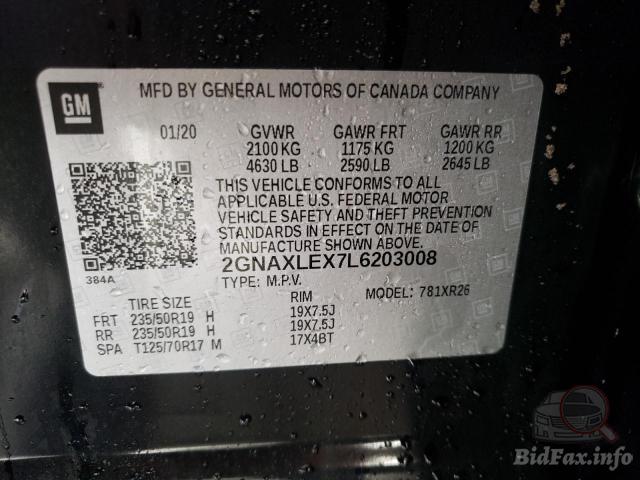 GM
MFD BY GENERAL MOTORS OF CANADA COMPANY
01/20 GVWR GAWR FRT GAWR RR
2100 KG 1175 KG 1200 KG
4630 LB 2590 LB 2645 LB
THIS VEHICLE CONFORMS TO ALL
APPLICABLE U.S. FEDERAL MOTOR
VEHICLE SAFETY AND THEFT PREVENTION
STANDARDS IN EFFECT ON THE DATE OF
MANUFACTURE SHOWN ABOVE.
384A
2GNAXLEX7L6203008
TYPE: M.P.V. MODEL: 781XR26
TIRE SIZE RIM
FRT 235/50R19 H 19X7.5J
RR 235/50R19 H 19X7.5J
SPA T125/70R17 M 17X4BT
BidFax.info